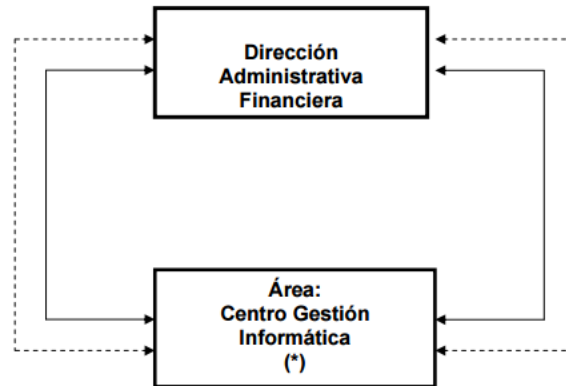 Dirección
Administrativa
Financiera
Área:
Centro Gestión
Informática
(*)